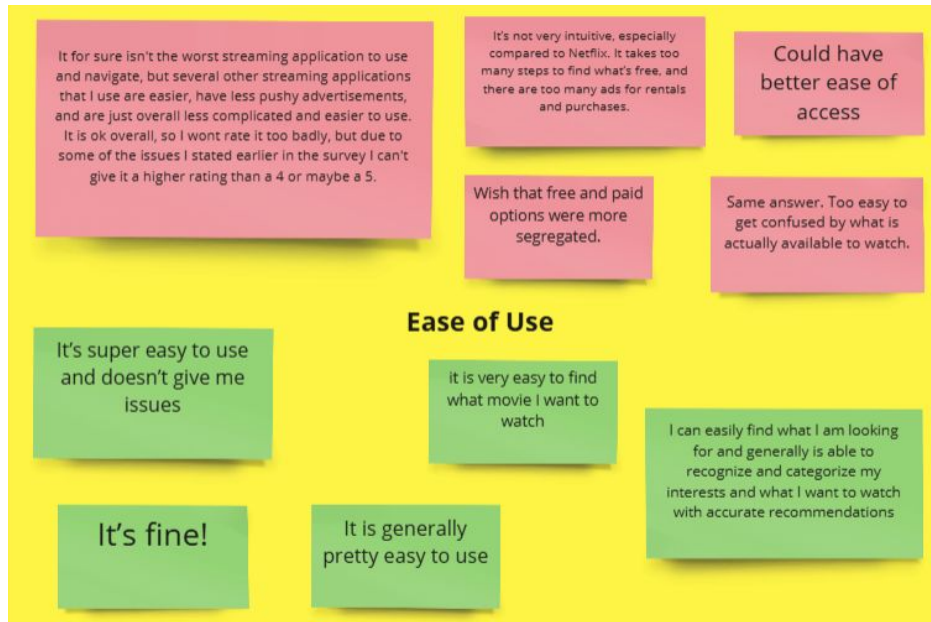 It for sure isn't the worst streaming application to use
and navigate, but several other streaming applications
that I use are easier, have less pushy advertisements,
and are just overall less complicated and easier to use.
It is ok overall, so I wont rate it too badly, but due to
some of the issues I stated earlier in the survey I can't
give it a higher rating than a 4 or maybe a 5.
It's not very intuitive, especially
compared to Netflix. It takes too
many steps to find what's free, and
there are too many ads for rentals
and purchases.
Could have
better ease of
access
Wish that free and paid
options were more
segregated.
Same answer. Too easy to
get confused by what is
actually available to watch.
Ease of Use
It's super easy to use
and doesn't give me
issues
it is very easy to find
what movie I want to
watch
I can easily find what I am looking
for and generally is able to
recognize and categorize my
interests and what I want to watch
with accurate recommendations
It's fine!
It is generally
pretty easy to use